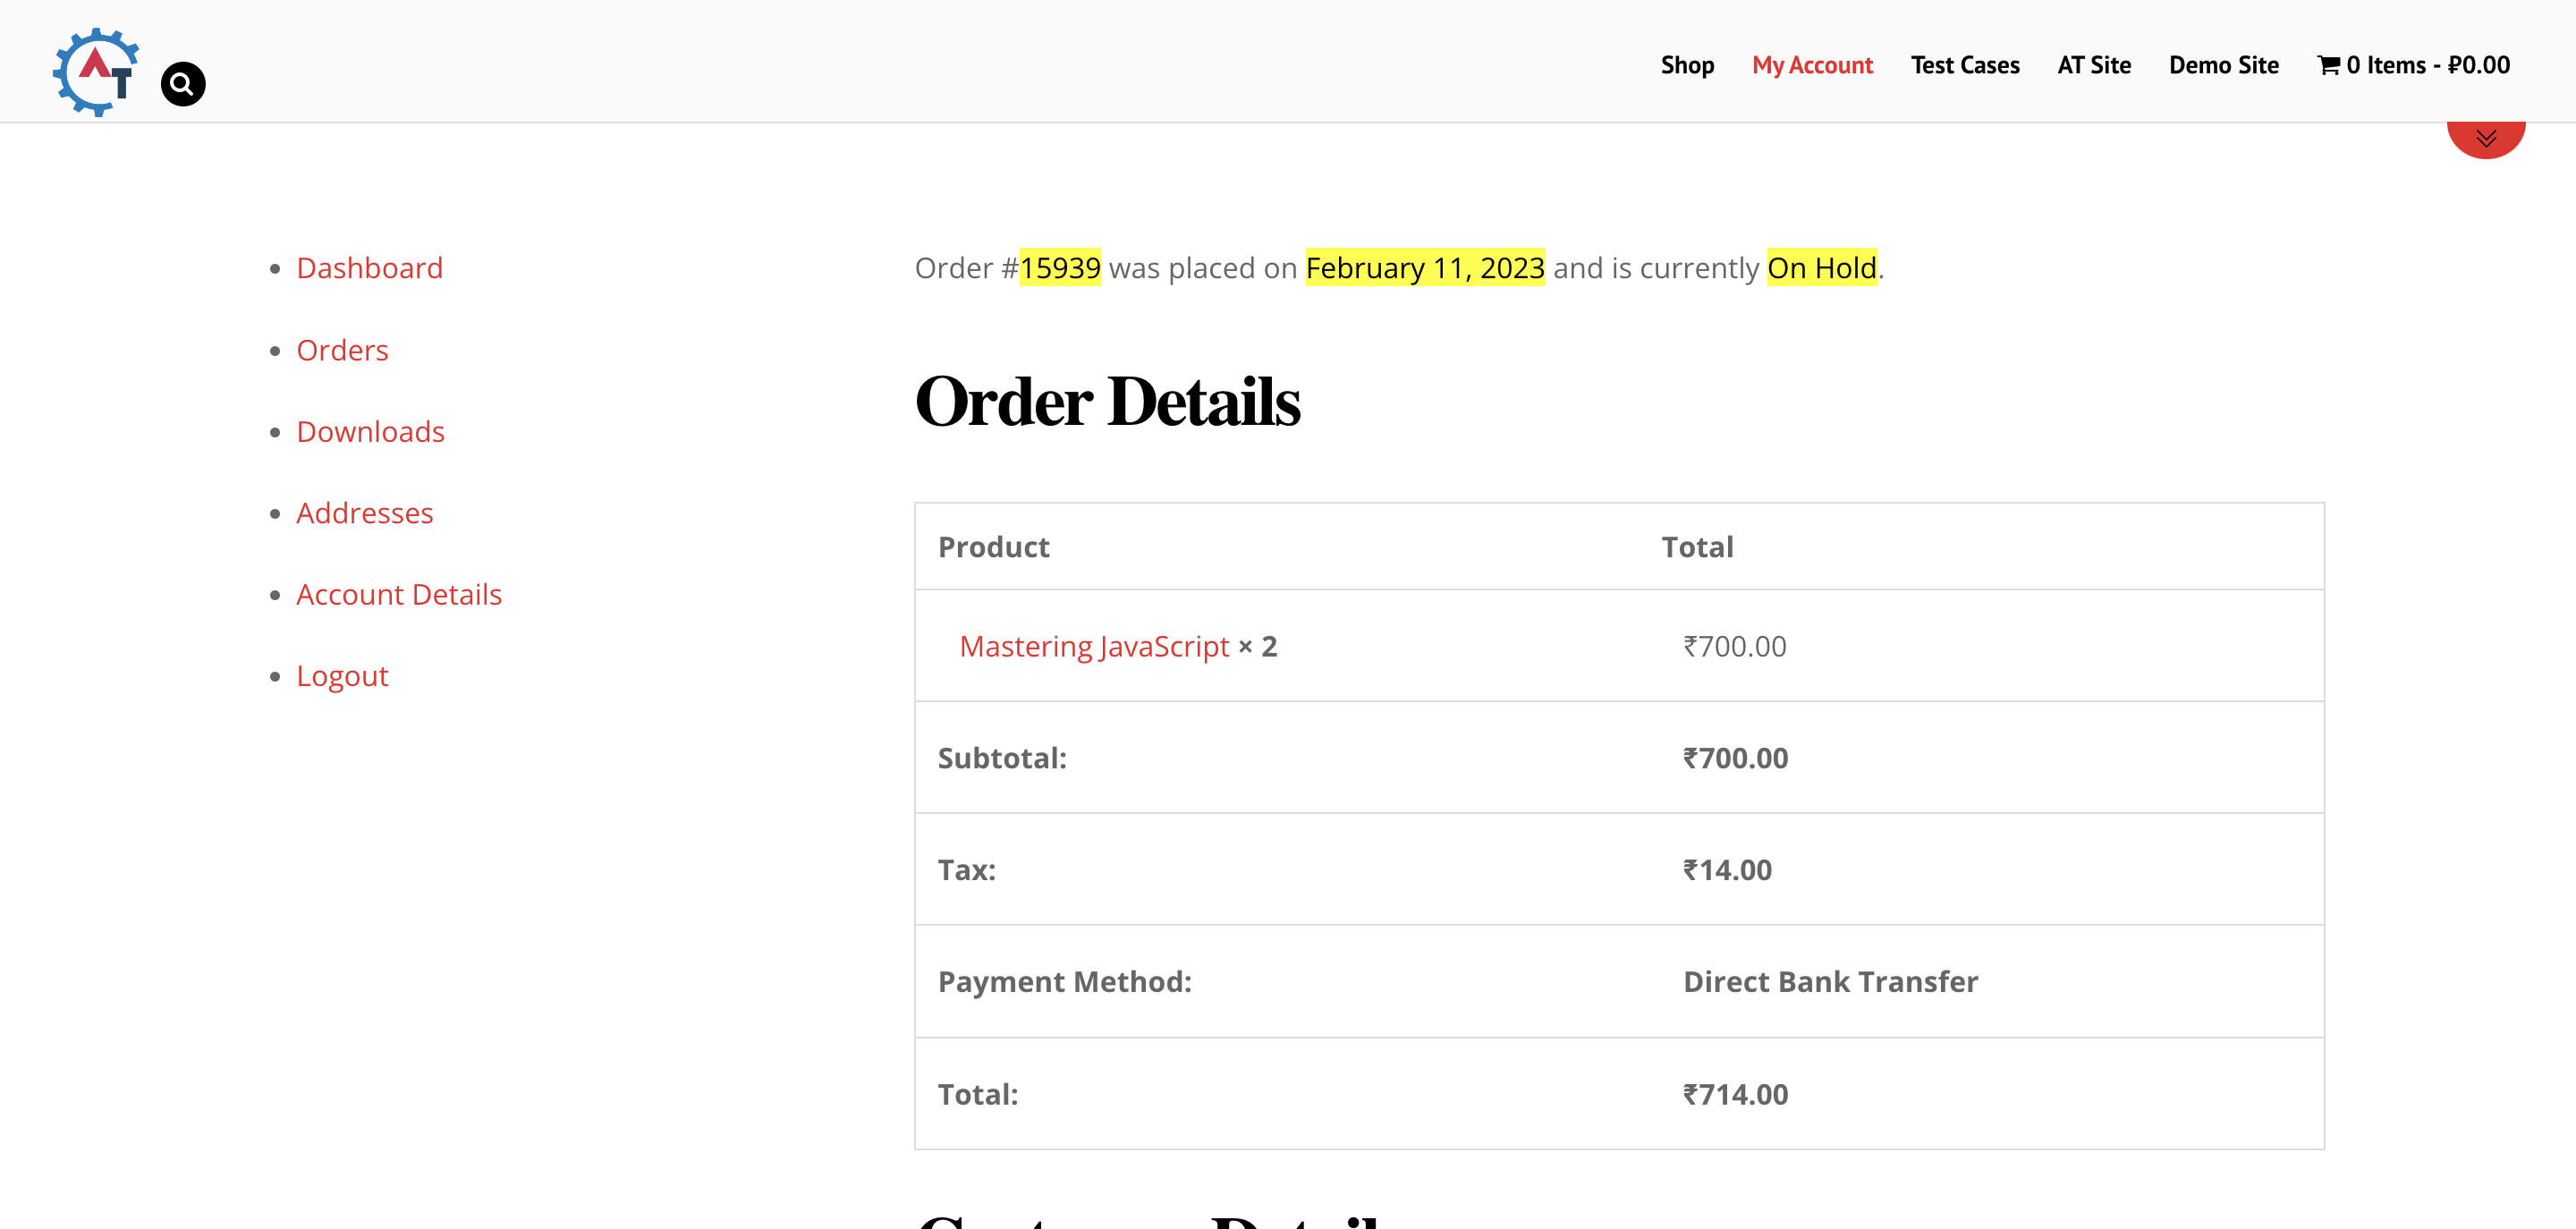 AT
Shop My Account Test Cases AT Site Demo Site 0 Items - ₽0.00
Dashboard
Orders
Downloads
Addresses
Account Details
Logout
Order #15939 was placed on February 11, 2023 and is currently On Hold.
Order Details
Product Total
Mastering JavaScript × 2 ₹700.00
Subtotal: ₹700.00
Tax: ₹14.00
Payment Method: Direct Bank Transfer
Total: ₹714.00